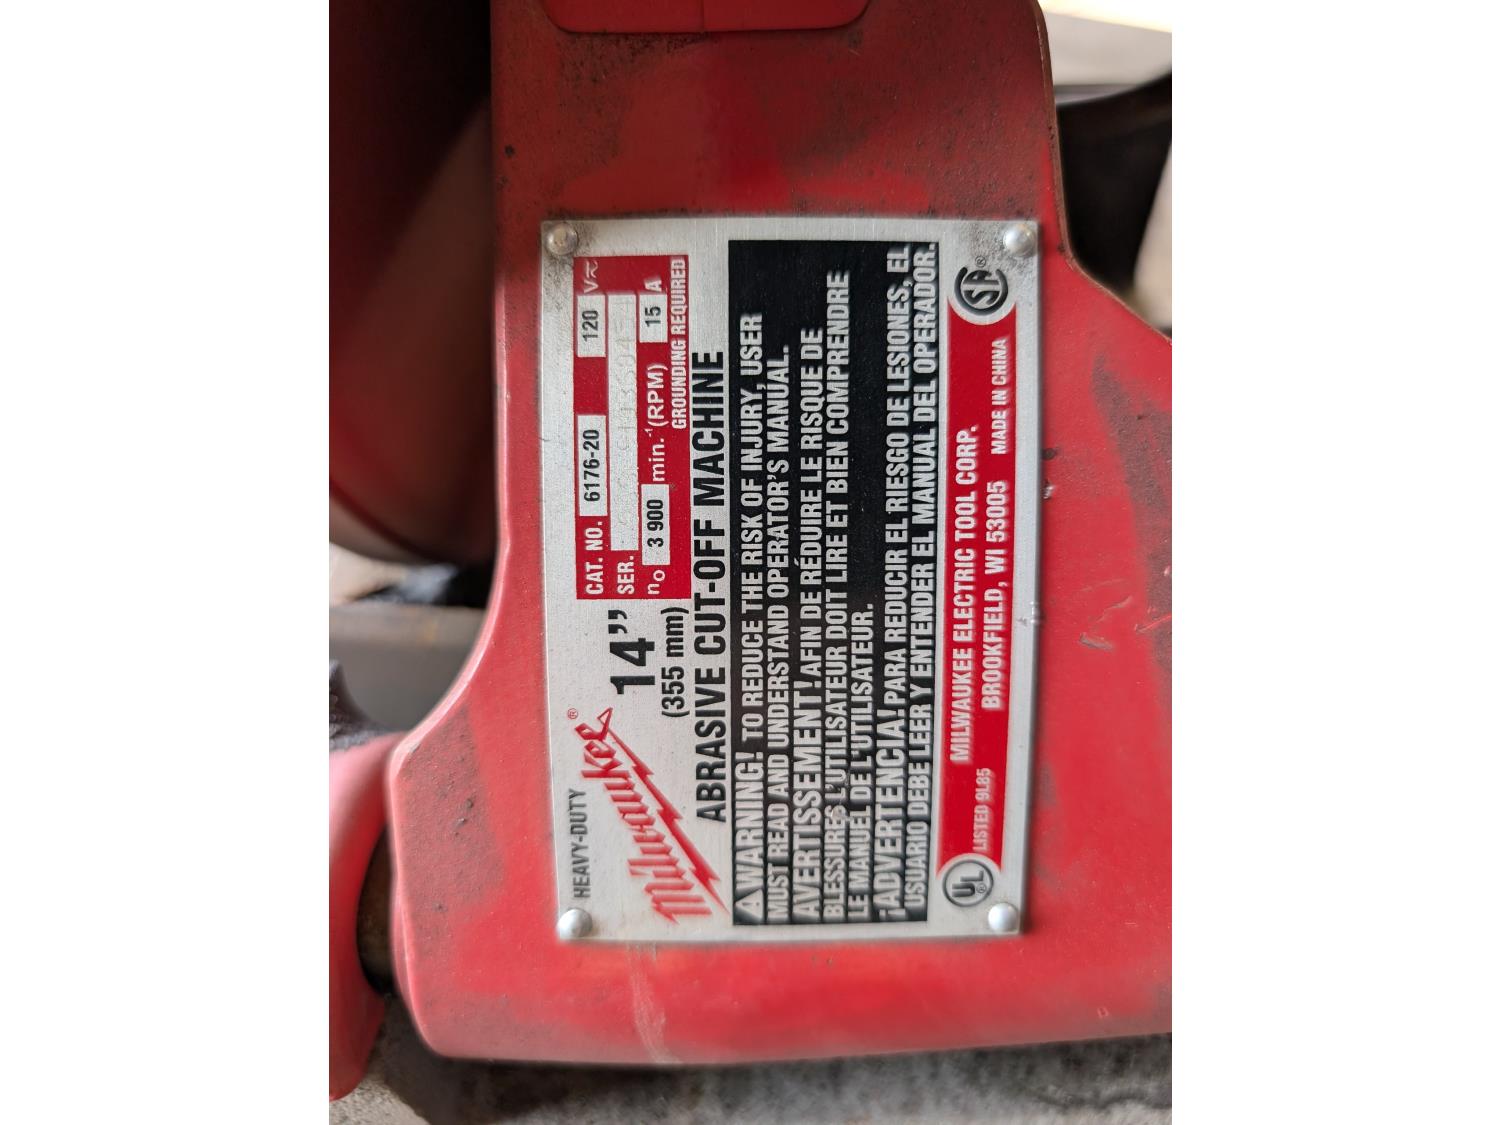 HEAVY-DUTY
Milwaukee®
14"
(355 mm)
CAT. NO. 6176-20 120 V
SER.
n₀ 3 900 min.⁻¹ (RPM) 15 A
GROUNDING REQUIRED
ABRASIVE CUT-OFF MACHINE
⚠ WARNING! TO REDUCE THE RISK OF INJURY, USER
MUST READ AND UNDERSTAND OPERATOR'S MANUAL.
AVERTISSEMENT! AFIN DE RÉDUIRE LE RISQUE DE
BLESSURES L'UTILISATEUR DOIT LIRE ET BIEN COMPRENDRE
LE MANUEL DE L'UTILISATEUR.
¡ADVERTENCIA! PARA REDUCIR EL RIESGO DE LESIONES, EL
USUARIO DEBE LEER Y ENTENDER EL MANUAL DEL OPERADOR.
MILWAUKEE ELECTRIC TOOL CORP.
BROOKFIELD, WI 53005 MADE IN CHINA
UL® LISTED 9L85
SA®